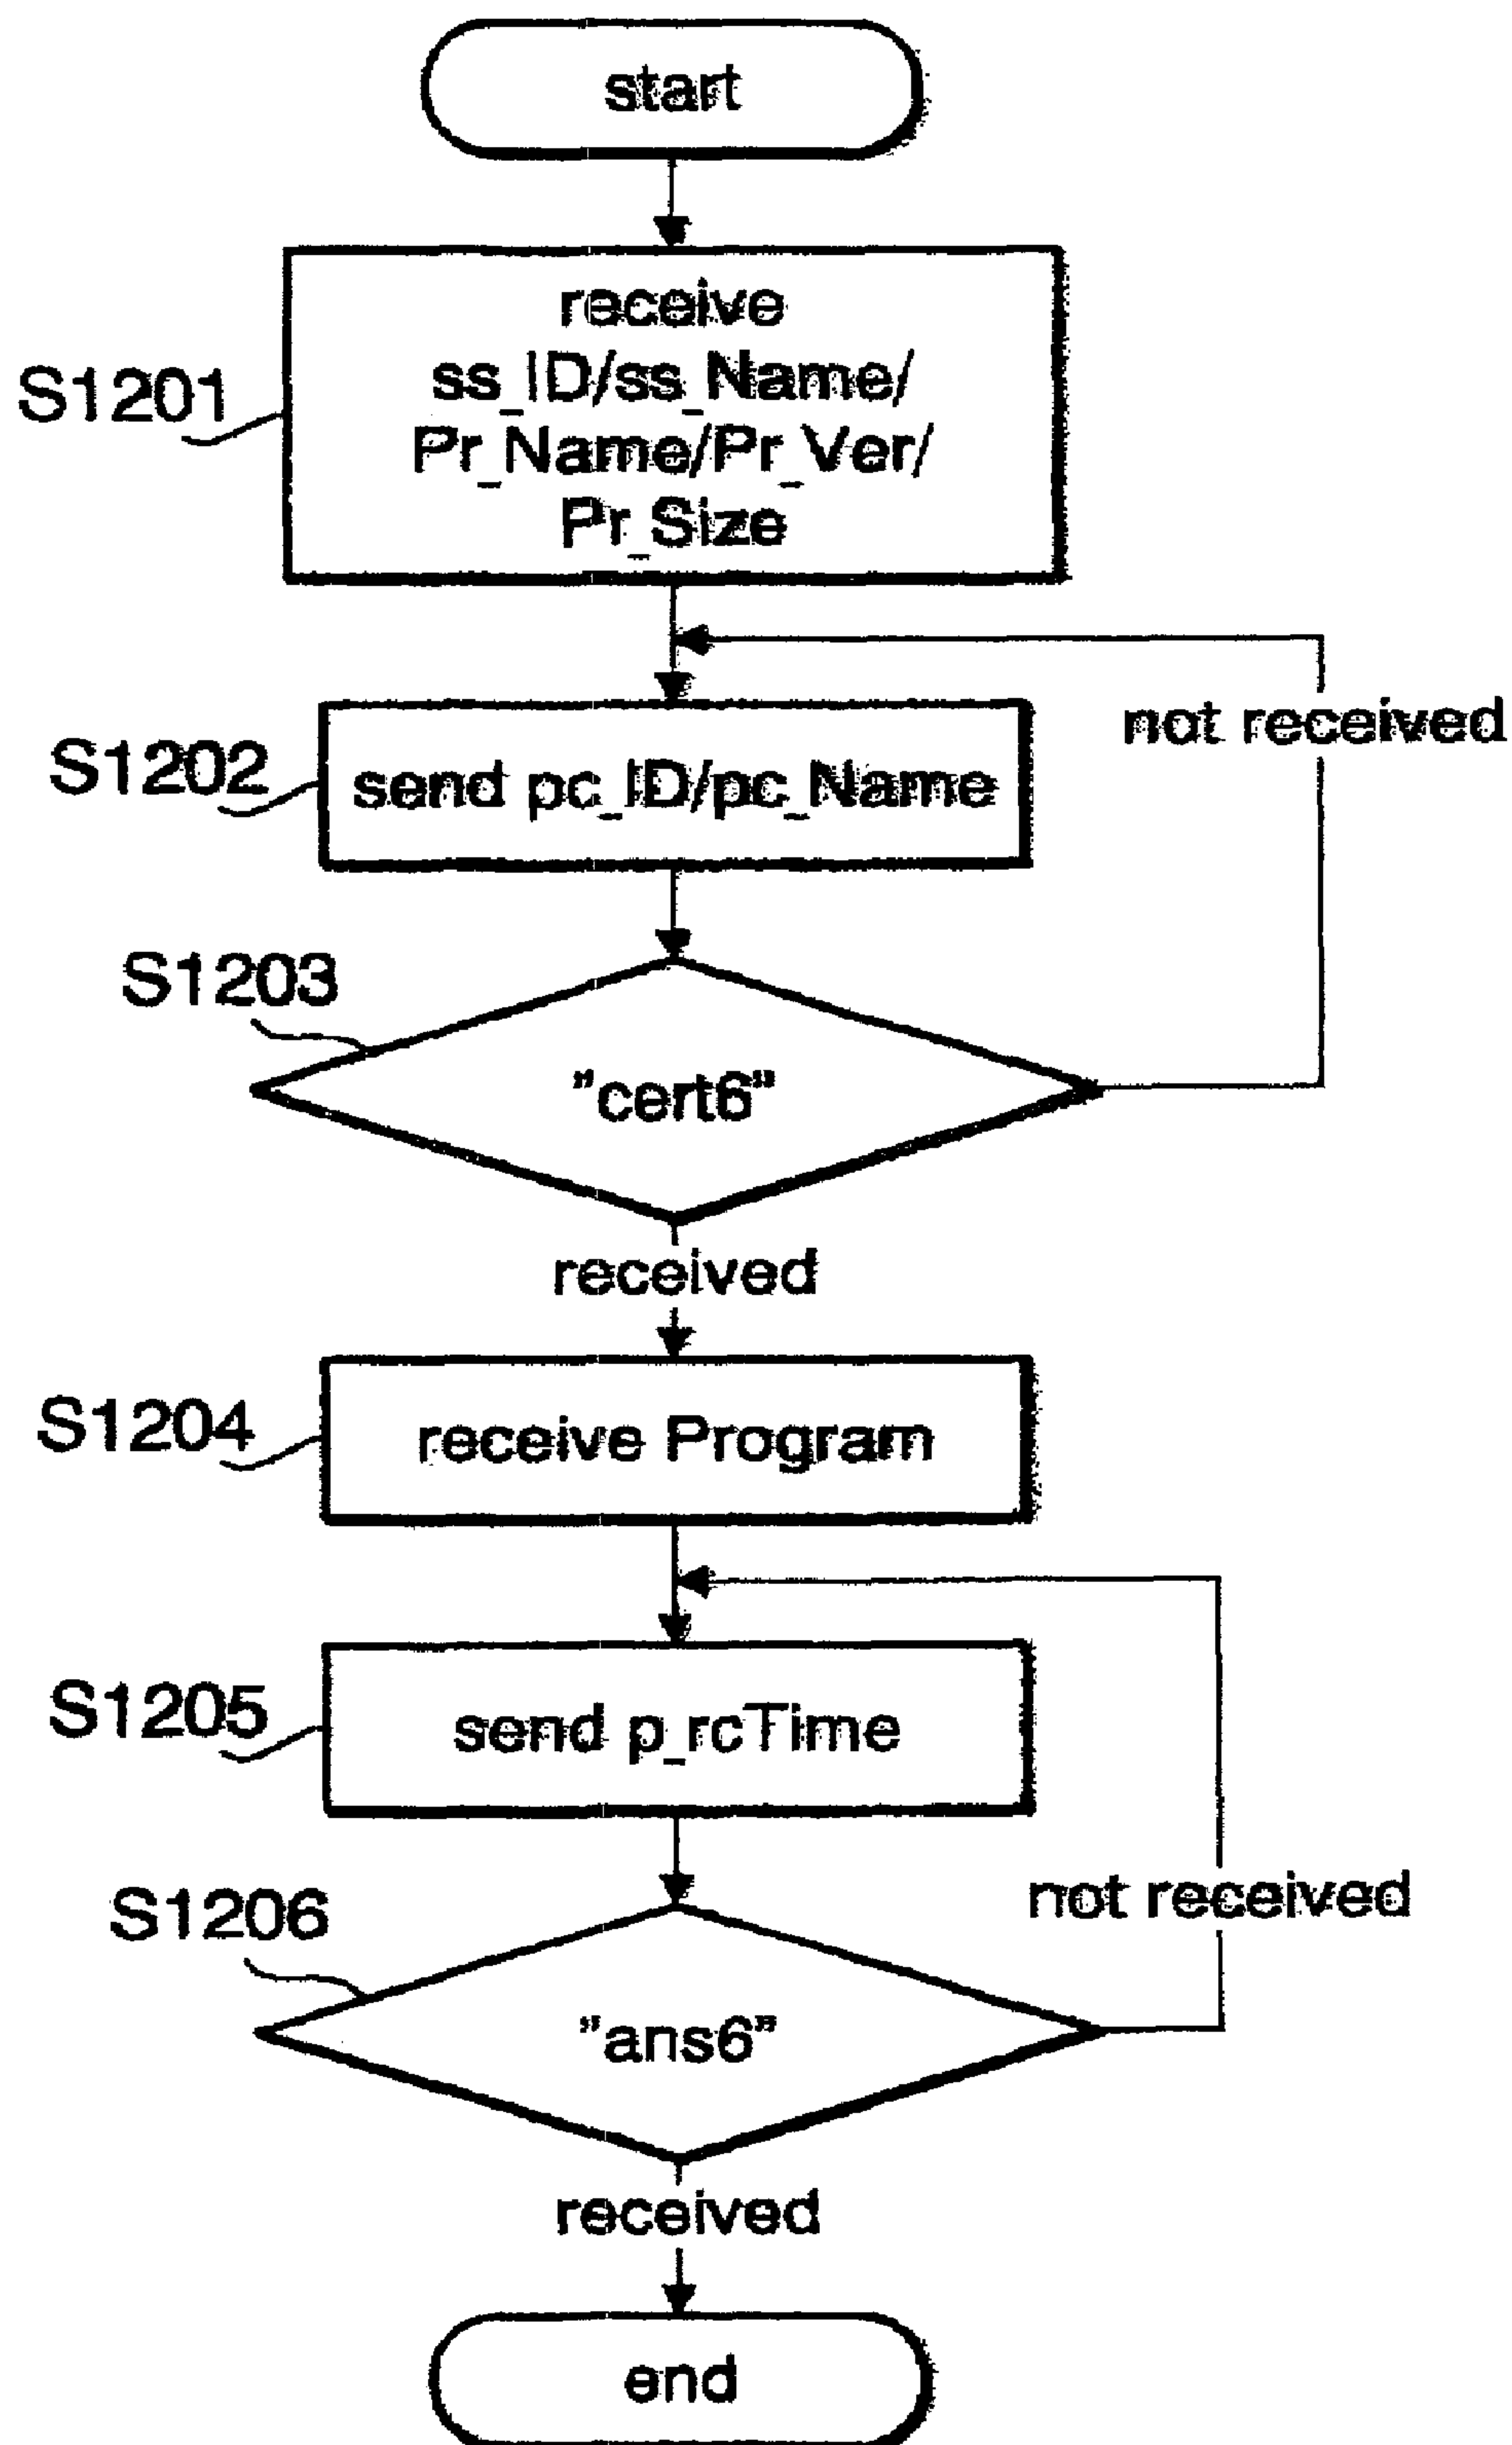 start
S1201
receive
ss_ID/ss_Name/
Pr_Name/Pr_Ver/
Pr_Size
not received
S1202
send pc_ID/pc_Name
S1203
"cert6"
received
S1204
receive Program
S1205
send p_rcTime
not received
S1206
"ans6"
received
end